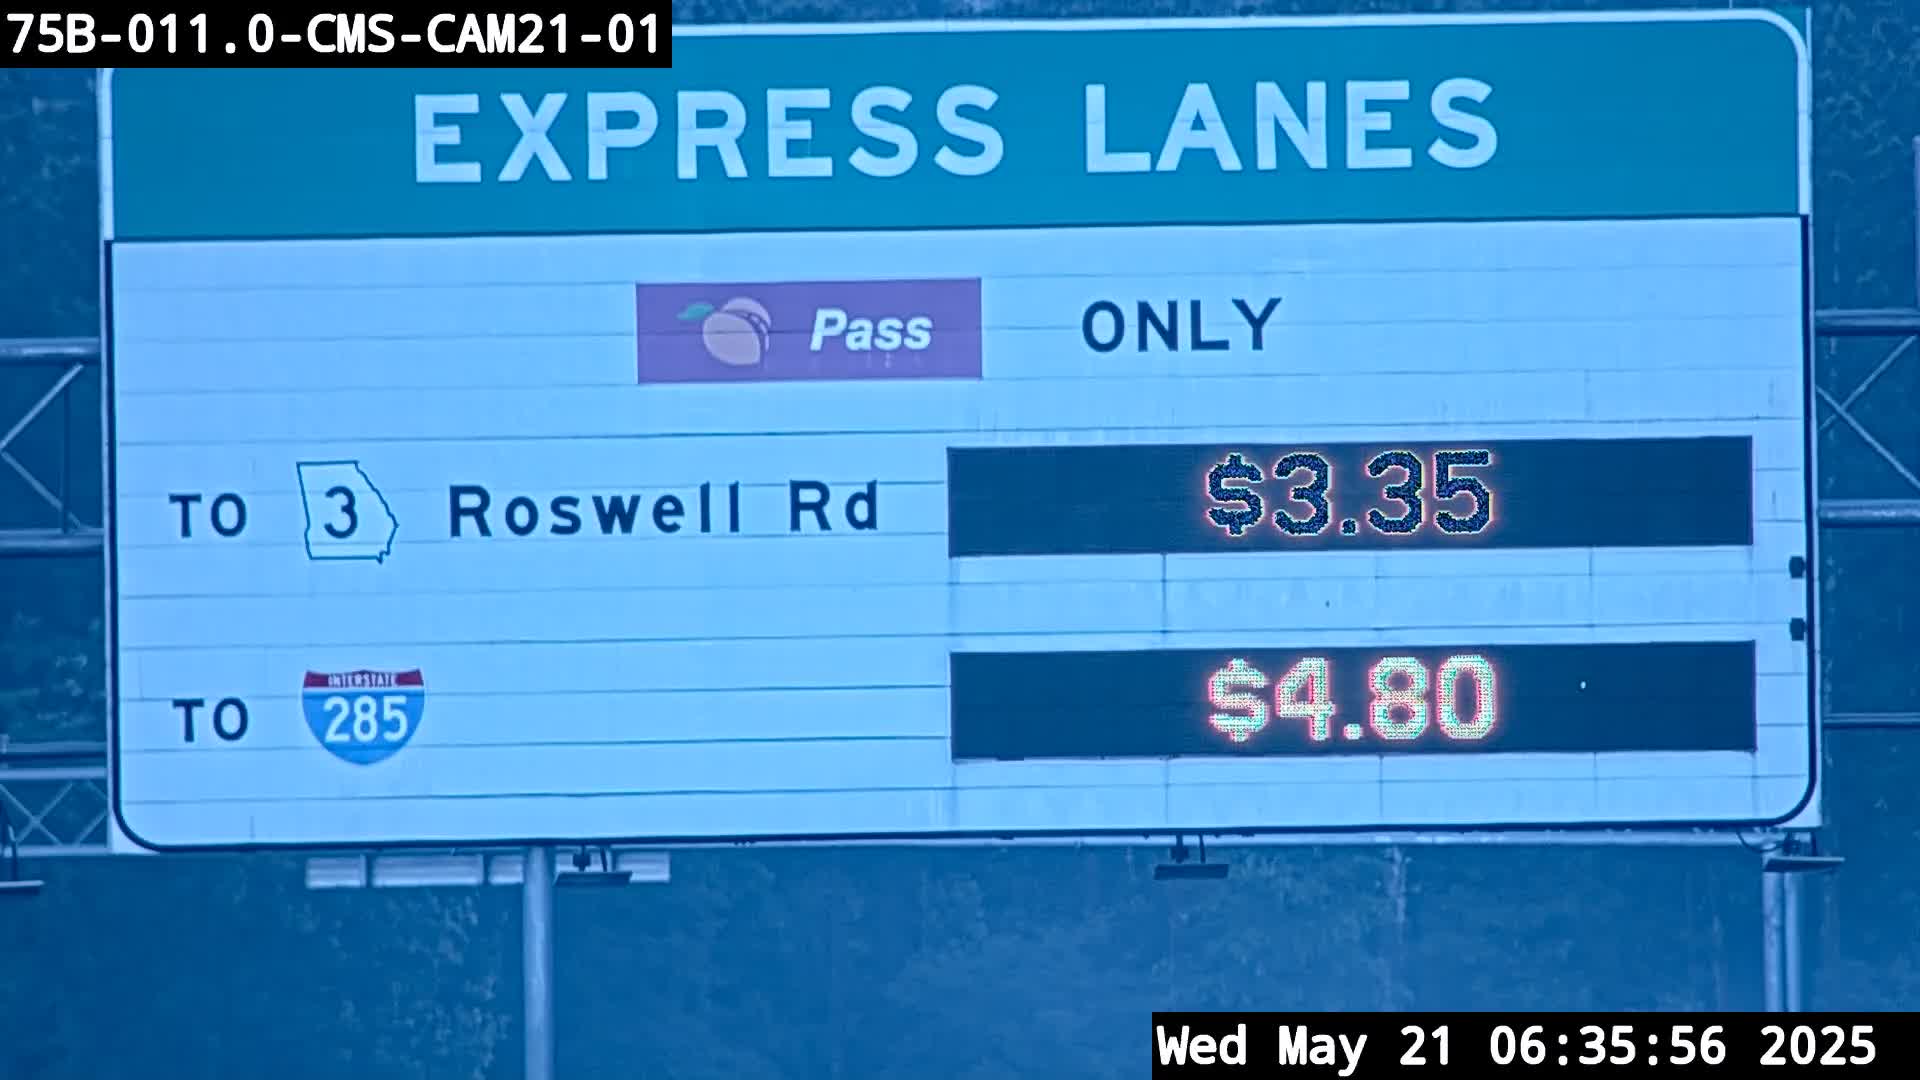 75B-011.0-CMS-CAM21-01
EXPRESS LANES
Pass ONLY
TO 3 Roswell Rd $3.35
INTERSTATE
TO 285 $4.80
Wed May 21 06:35:56 2025